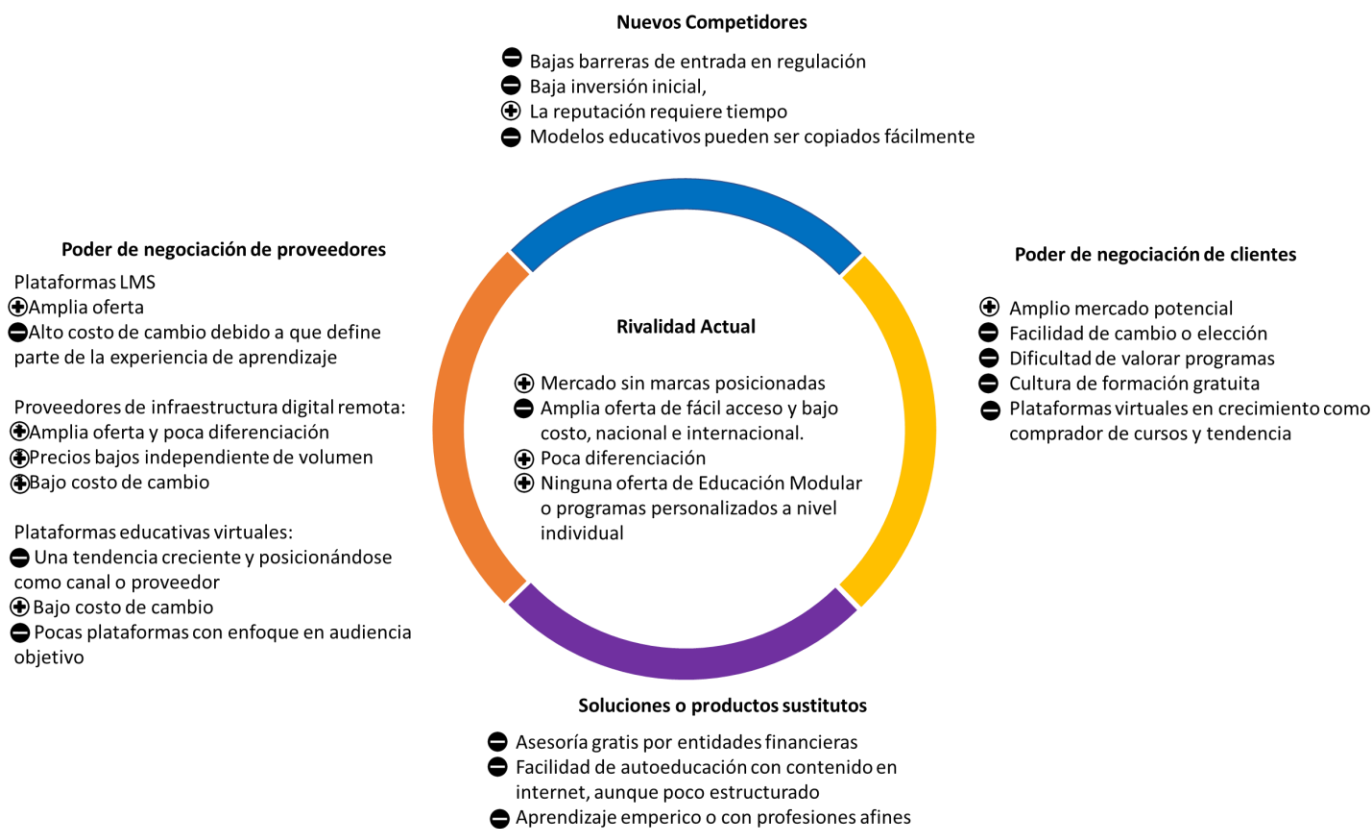 Nuevos Competidores
Bajas barreras de entrada en regulación
Baja inversión inicial,
La reputación requiere tiempo
Modelos educativos pueden ser copiados fácilmente
Poder de negociación de proveedores
Plataformas LMS
Amplia oferta
Alto costo de cambio debido a que define
parte de la experiencia de aprendizaje
Proveedores de infraestructura digital remota:
Amplia oferta y poca diferenciación
Precios bajos independiente de volumen
Bajo costo de cambio
Plataformas educativas virtuales:
Una tendencia creciente y posicionándose
como canal o proveedor
Bajo costo de cambio
Pocas plataformas con enfoque en audiencia
objetivo
Rivalidad Actual
Mercado sin marcas posicionadas
Amplia oferta de fácil acceso y bajo
costo, nacional e internacional.
Poca diferenciación
Ninguna oferta de Educación Modular
o programas personalizados a nivel
individual
Poder de negociación de clientes
Amplio mercado potencial
Facilidad de cambio o elección
Dificultad de valorar programas
Cultura de formación gratuita
Plataformas virtuales en crecimiento como
comprador de cursos y tendencia
Soluciones o productos sustitutos
Asesoría gratis por entidades financieras
Facilidad de autoeducación con contenido en
internet, aunque poco estructurado
Aprendizaje emperico o con profesiones afines